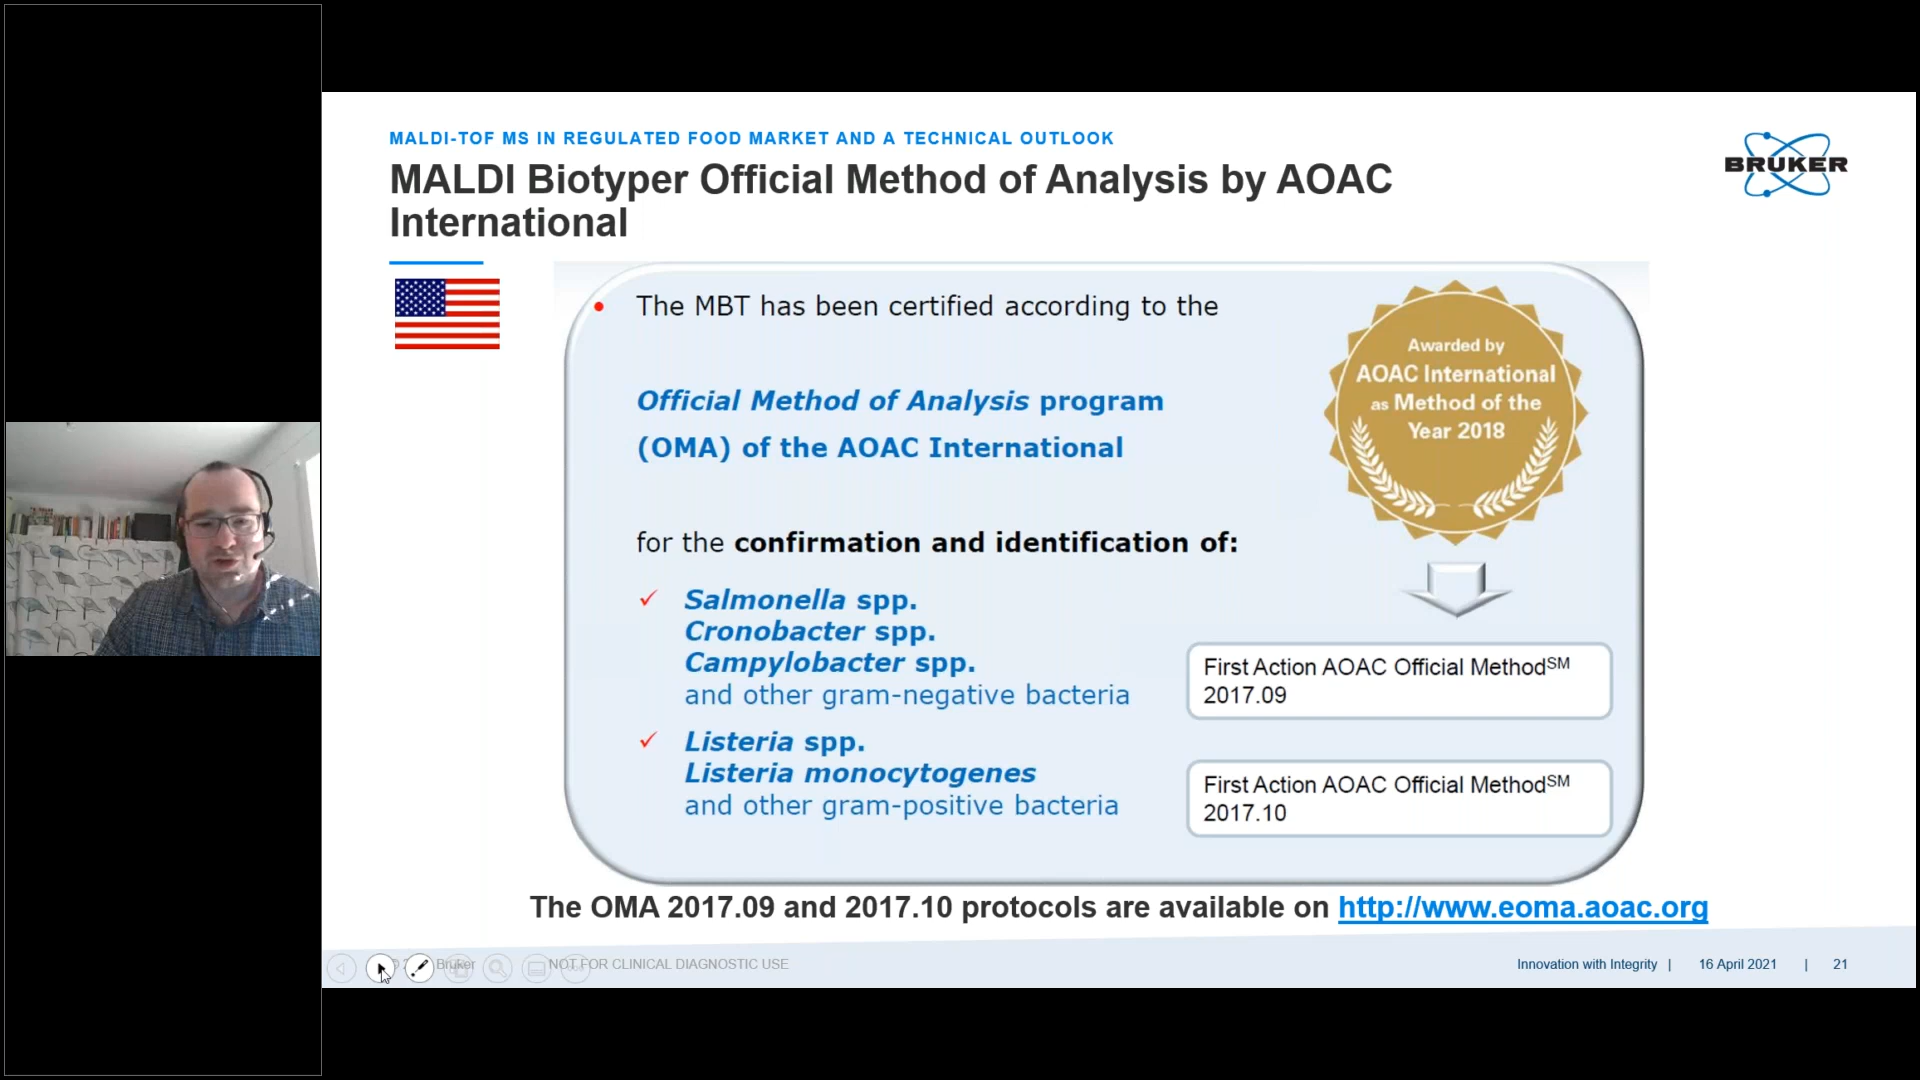 MALDI-TOF MS IN REGULATED FOOD MARKET AND A TECHNICAL OUTLOOK
MALDI Biotyper Official Method of Analysis by AOAC
International
BRUKER
• The MBT has been certified according to the
Official Method of Analysis program
(OMA) of the AOAC International
for the confirmation and identification of:
✓ Salmonella spp.
Cronobacter spp.
Campylobacter spp.
and other gram-negative bacteria
✓ Listeria spp.
Listeria monocytogenes
and other gram-positive bacteria
Awarded by
AOAC International
as Method of the
Year 2018
First Action AOAC Official MethodSM
2017.09
First Action AOAC Official MethodSM
2017.10
The OMA 2017.09 and 2017.10 protocols are available on http://www.eoma.aoac.org
Bruker
NOT FOR CLINICAL DIAGNOSTIC USE
Innovation with Integrity | 16 April 2021 | 21